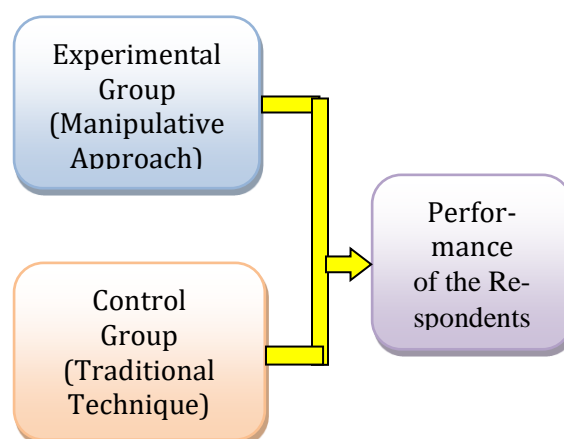 Experimental
Group
(Manipulative
Approach)
Perfor-
mance
of the Re-
spondents
Control
Group
(Traditional
Technique)